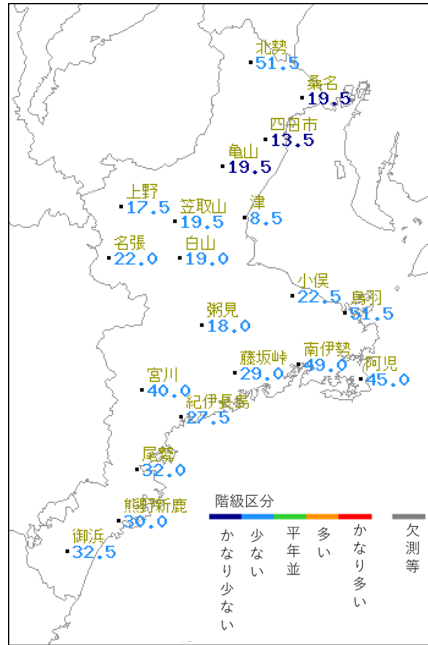 北勢
51.5
桑名
19.5
四日市
13.5
亀山
19.5
上野
17.5
笠取山
19.5
津
8.5
名張
22.0
白山
19.0
小俣
22.5
鳥羽
51.5
粥見
18.0
藤坂峠
29.0
南伊勢
49.0
阿児
45.0
宮川
40.0
紀伊長島
27.5
尾鷲
32.0
熊野新鹿
30.0
御浜
32.5
階級区分
かなり少ない
少ない
平年並
多い
かなり多い
欠測等